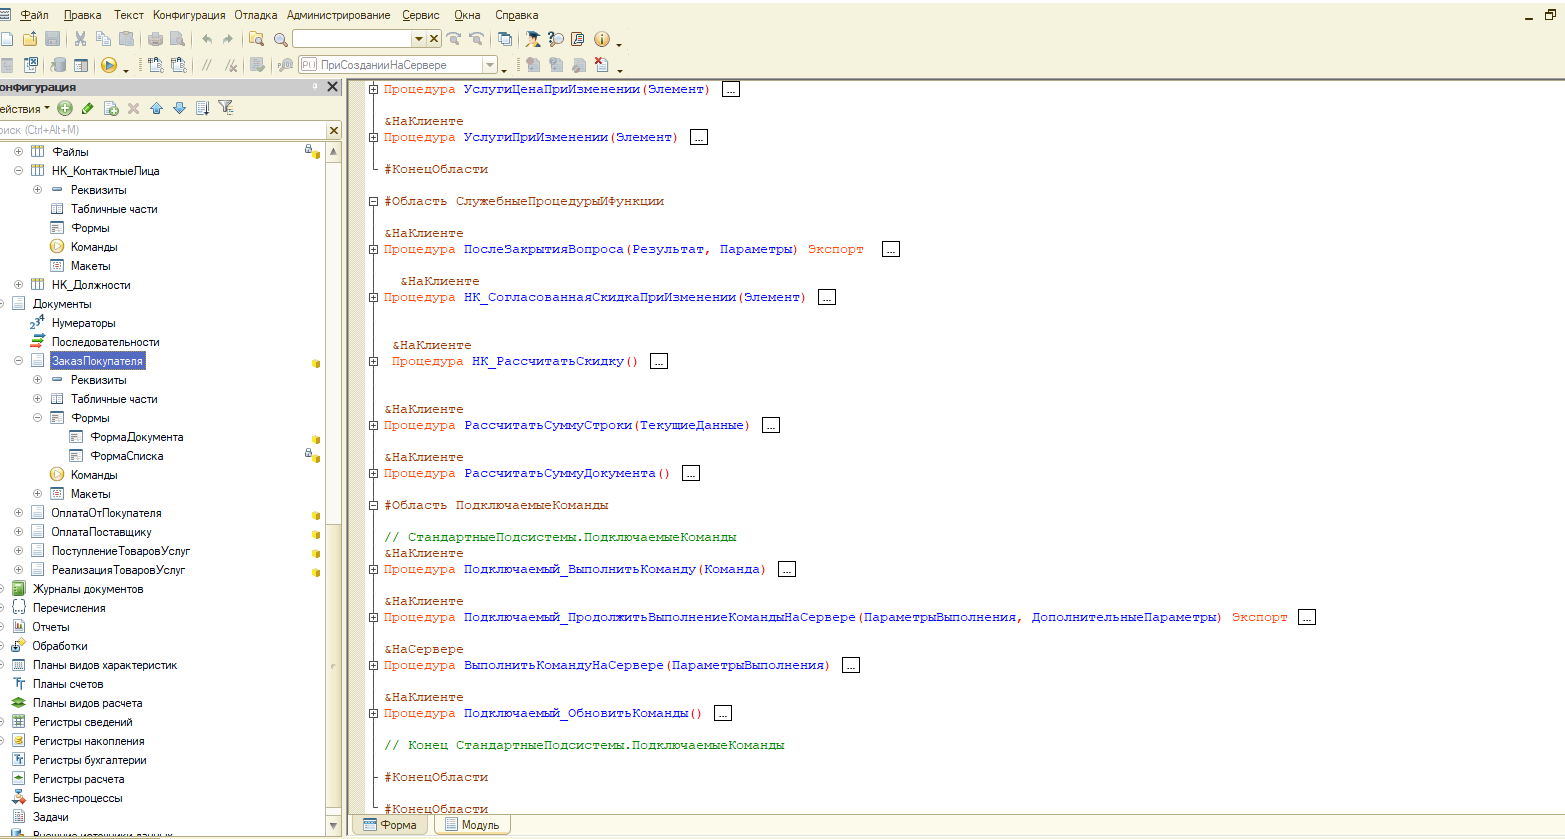 Файл Правка Текст Конфигурация Отладка Администрирование Сервис Окна Справка
ПриСозданииНаСервере
онфигурация
ействия
оиск (Ctrl+Alt+M)
Файлы
НК_КонтактныеЛица
Реквизиты
Табличные части
Формы
Команды
Макеты
НК_Должности
Документы
Нумераторы
Последовательности
ЗаказПокупателя
Реквизиты
Табличные части
Формы
ФормаДокумента
ФормаСписка
Команды
Макеты
ОплатаОтПокупателя
ОплатаПоставщику
ПоступлениеТоваровУслуг
РеализацияТоваровУслуг
Журналы документов
Перечисления
Отчеты
Обработки
Планы видов характеристик
Планы счетов
Планы видов расчета
Регистры сведений
Регистры накопления
Регистры бухгалтерии
Регистры расчета
Бизнес-процессы
Задачи
Внешние источники данных
Процедура УслугиЦенаПриИзменении(Элемент) ...
&НаКлиенте
Процедура УслугиПриИзменении(Элемент) ...
#КонецОбласти
#Область СлужебныеПроцедурыИФункции
&НаКлиенте
Процедура ПослеЗакрытияВопроса(Результат, Параметры) Экспорт ...
&НаКлиенте
Процедура НК_СогласованнаяСкидкаПриИзменении(Элемент) ...
&НаКлиенте
Процедура НК_РассчитатьСкидку() ...
&НаКлиенте
Процедура РассчитатьСуммуСтроки(ТекущиеДанные) ...
&НаКлиенте
Процедура РассчитатьСуммуДокумента() ...
#Область ПодключаемыеКоманды
// СтандартныеПодсистемы.ПодключаемыеКоманды
&НаКлиенте
Процедура Подключаемый_ВыполнитьКоманду(Команда) ...
&НаКлиенте
Процедура Подключаемый_ПродолжитьВыполнениеКомандыНаСервере(ПараметрыВыполнения, ДополнительныеПараметры) Экспорт ...
&НаСервере
Процедура ВыполнитьКомандуНаСервере(ПараметрыВыполнения) ...
&НаКлиенте
Процедура Подключаемый_ОбновитьКоманды() ...
// Конец СтандартныеПодсистемы.ПодключаемыеКоманды
#КонецОбласти
#КонецОбласти
Форма Модуль